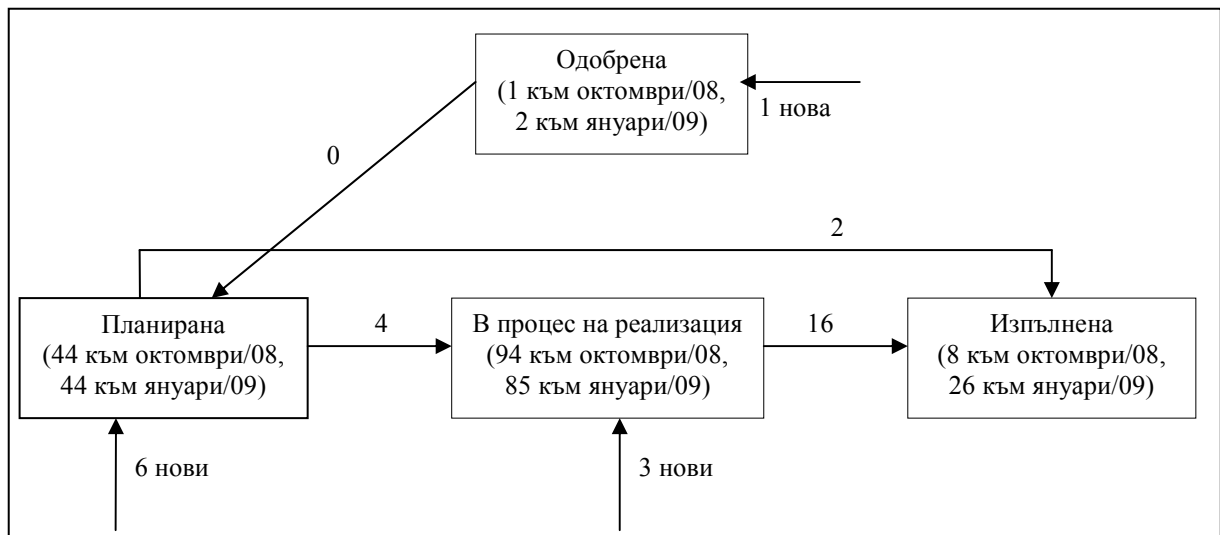 Одобрена
(1 към октомври/08,
2 към януари/09)
1 нова
0
2
Планирана
(44 към октомври/08,
44 към януари/09)
4
В процес на реализация
(94 към октомври/08,
85 към януари/09)
16
Изпълнена
(8 към октомври/08,
26 към януари/09)
6 нови
3 нови